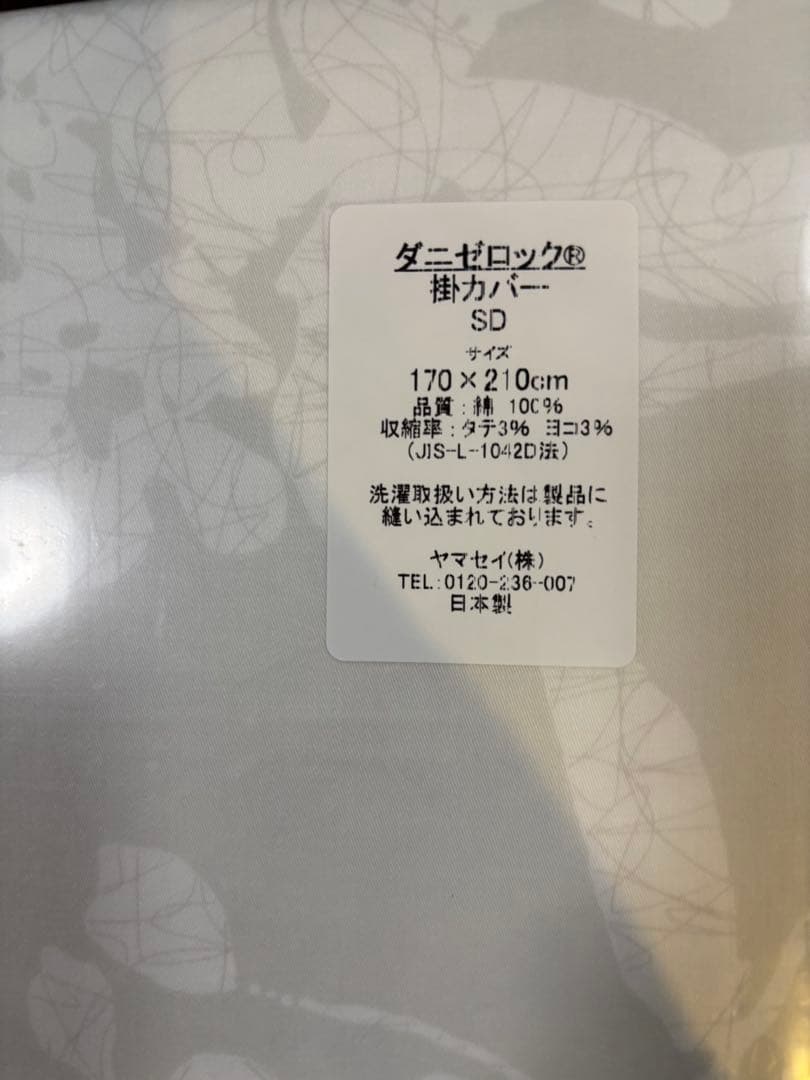 ダニゼロック®
掛カバー
SD
サイズ
170×210cm
品質：綿 100%
収縮率：タテ3% ヨコ3%
(JIS-L-1042D法)
洗濯取扱い方法は製品に
縫い込まれております。
ヤマセイ(株)
TEL:0120-236-007
日本製